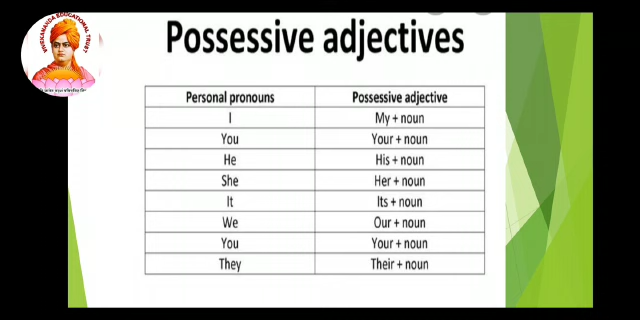 VIVEKANANDA EDUCATIONAL TRUST
Possessive adjectives
Personal pronouns Possessive adjective
I My + noun
You Your + noun
He His + noun
She Her + noun
It Its + noun
We Our + noun
You Your + noun
They Their + noun